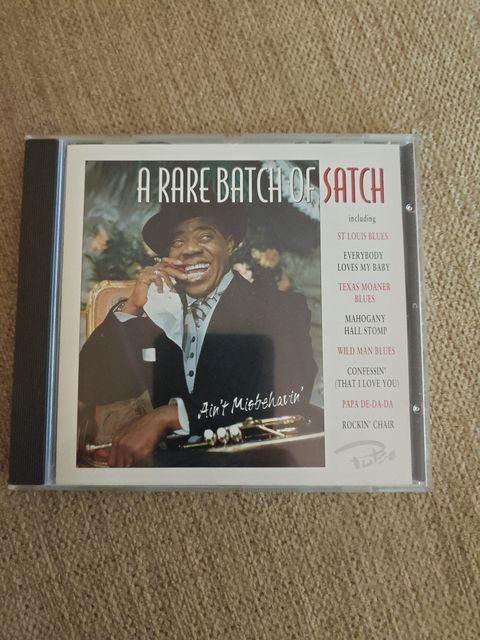 A RARE BATCH OF SATCH
including
ST LOUIS BLUES
EVERYBODY
LOVES MY BABY
TEXAS MOANER
BLUES
MAHOGANY
HALL STOMP
WILD MAN BLUES
CONFESSIN'
(THAT I LOVE YOU)
PAPA DE-DA-DA
ROCKIN' CHAIR
Ain't Misbehavin'